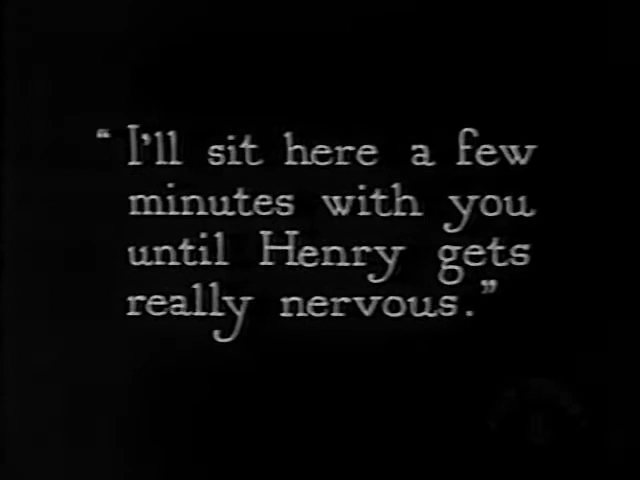 “I'll sit here a few
minutes with you
until Henry gets
really nervous.”